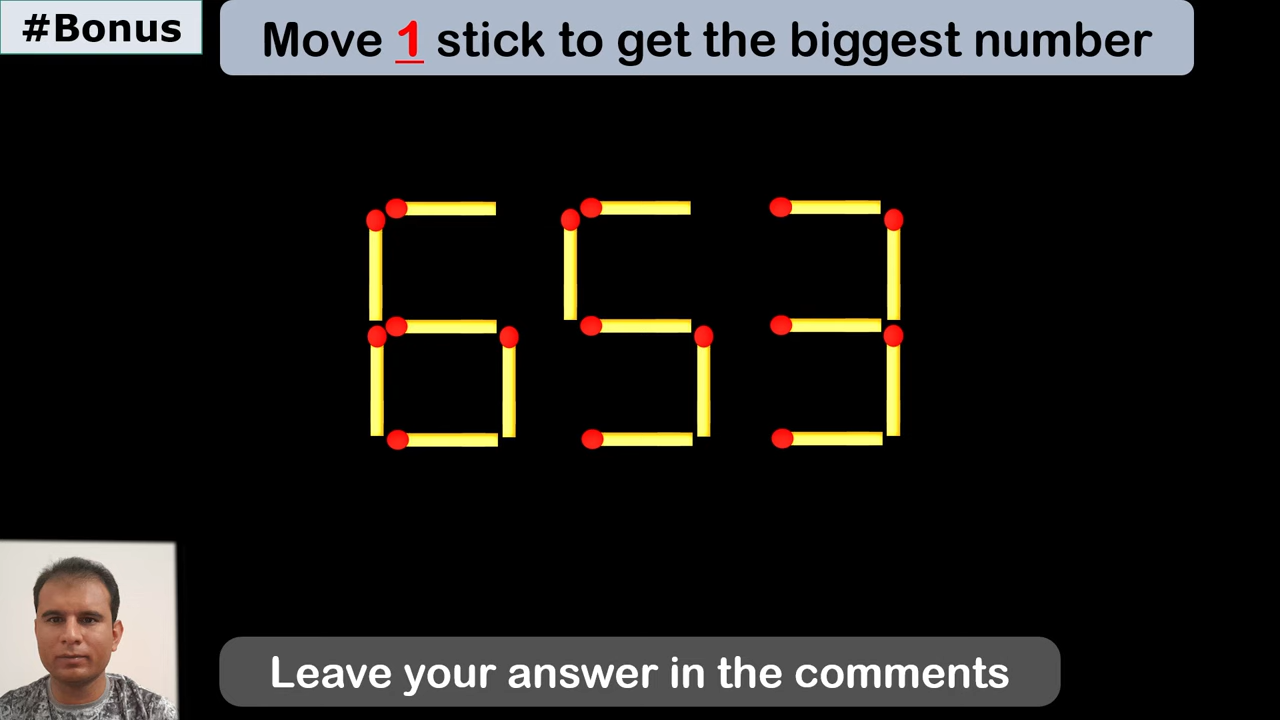 #Bonus
Move 1 stick to get the biggest number
653
Leave your answer in the comments